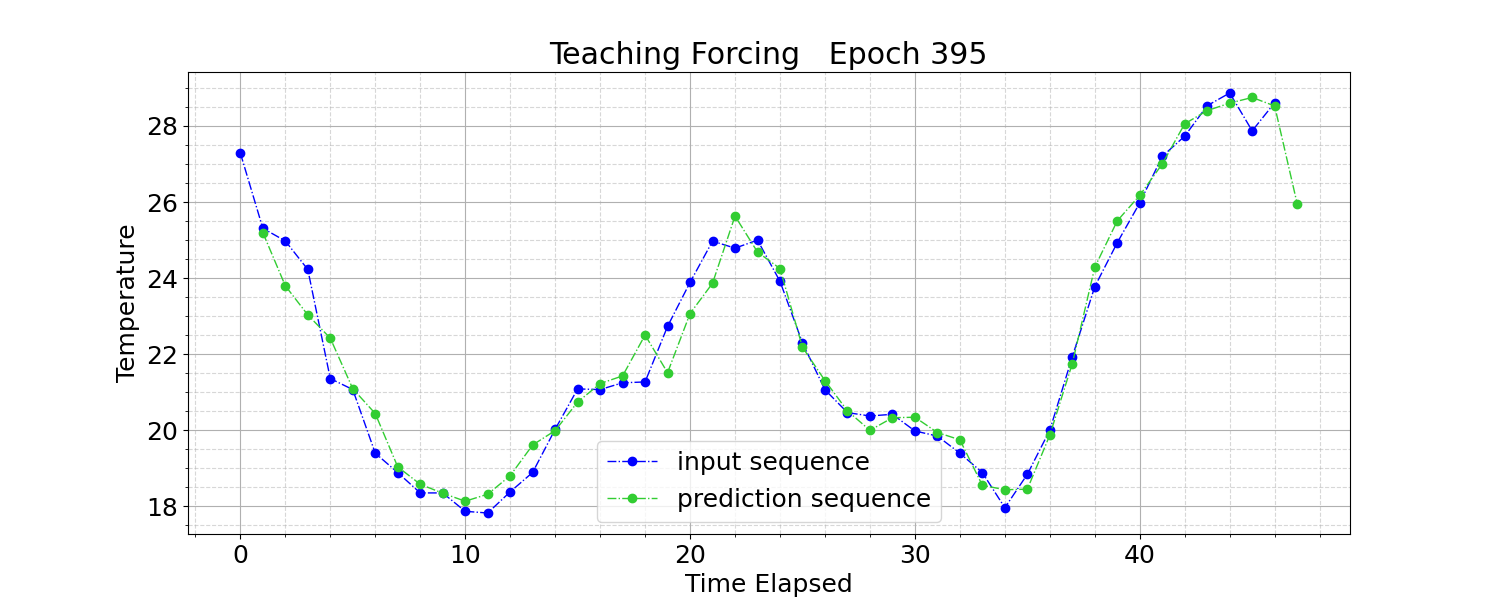 Teaching Forcing   Epoch 395
Temperature
28
26
24
22
20
18
input sequence
prediction sequence
0 10 20 30 40
Time Elapsed